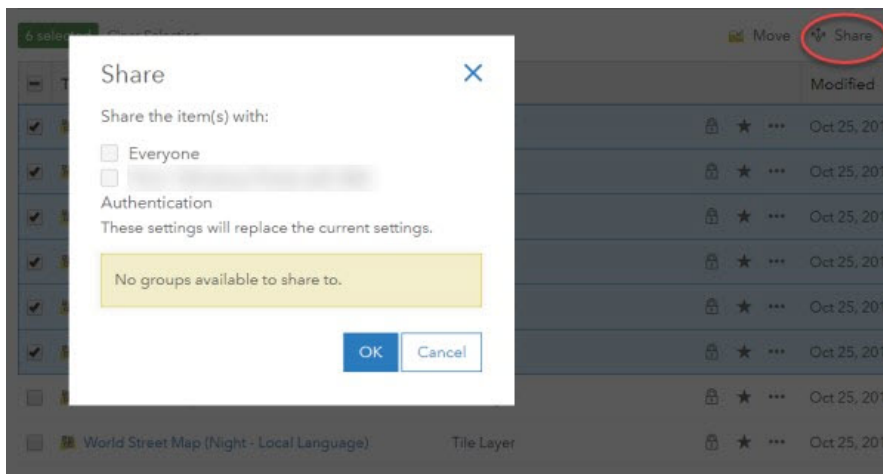 6 selected Clear Selection Move Share
Share
Modified
Share the item(s) with:
Everyone
Oct 25, 201
Oct 25, 201
Authentication
These settings will replace the current settings.
Oct 25, 201
Oct 25, 201
No groups available to share to.
Oct 25, 201
OK Cancel
Oct 25, 201
Oct 25, 201
World Street Map (Night - Local Language) Tile Layer Oct 25, 201